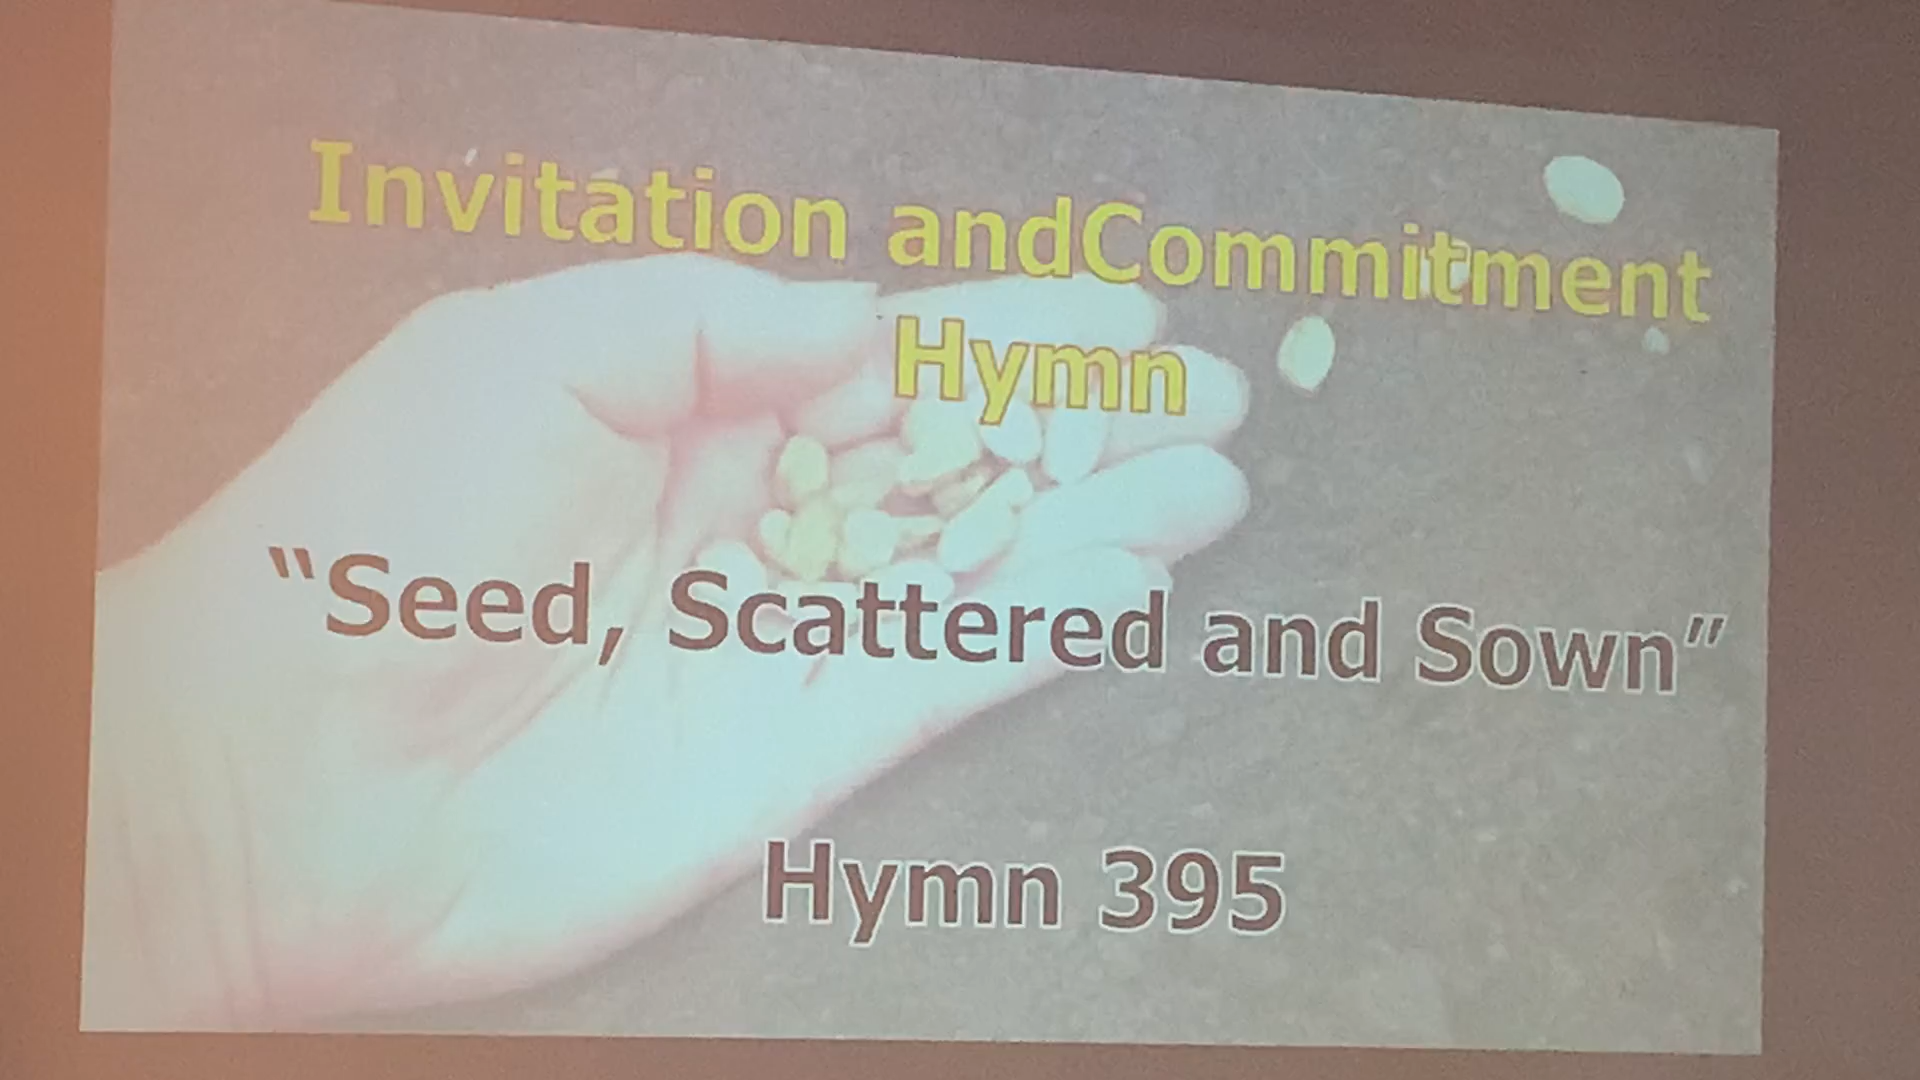 Invitation andCommitment
Hymn
“Seed, Scattered and Sown”
Hymn 395